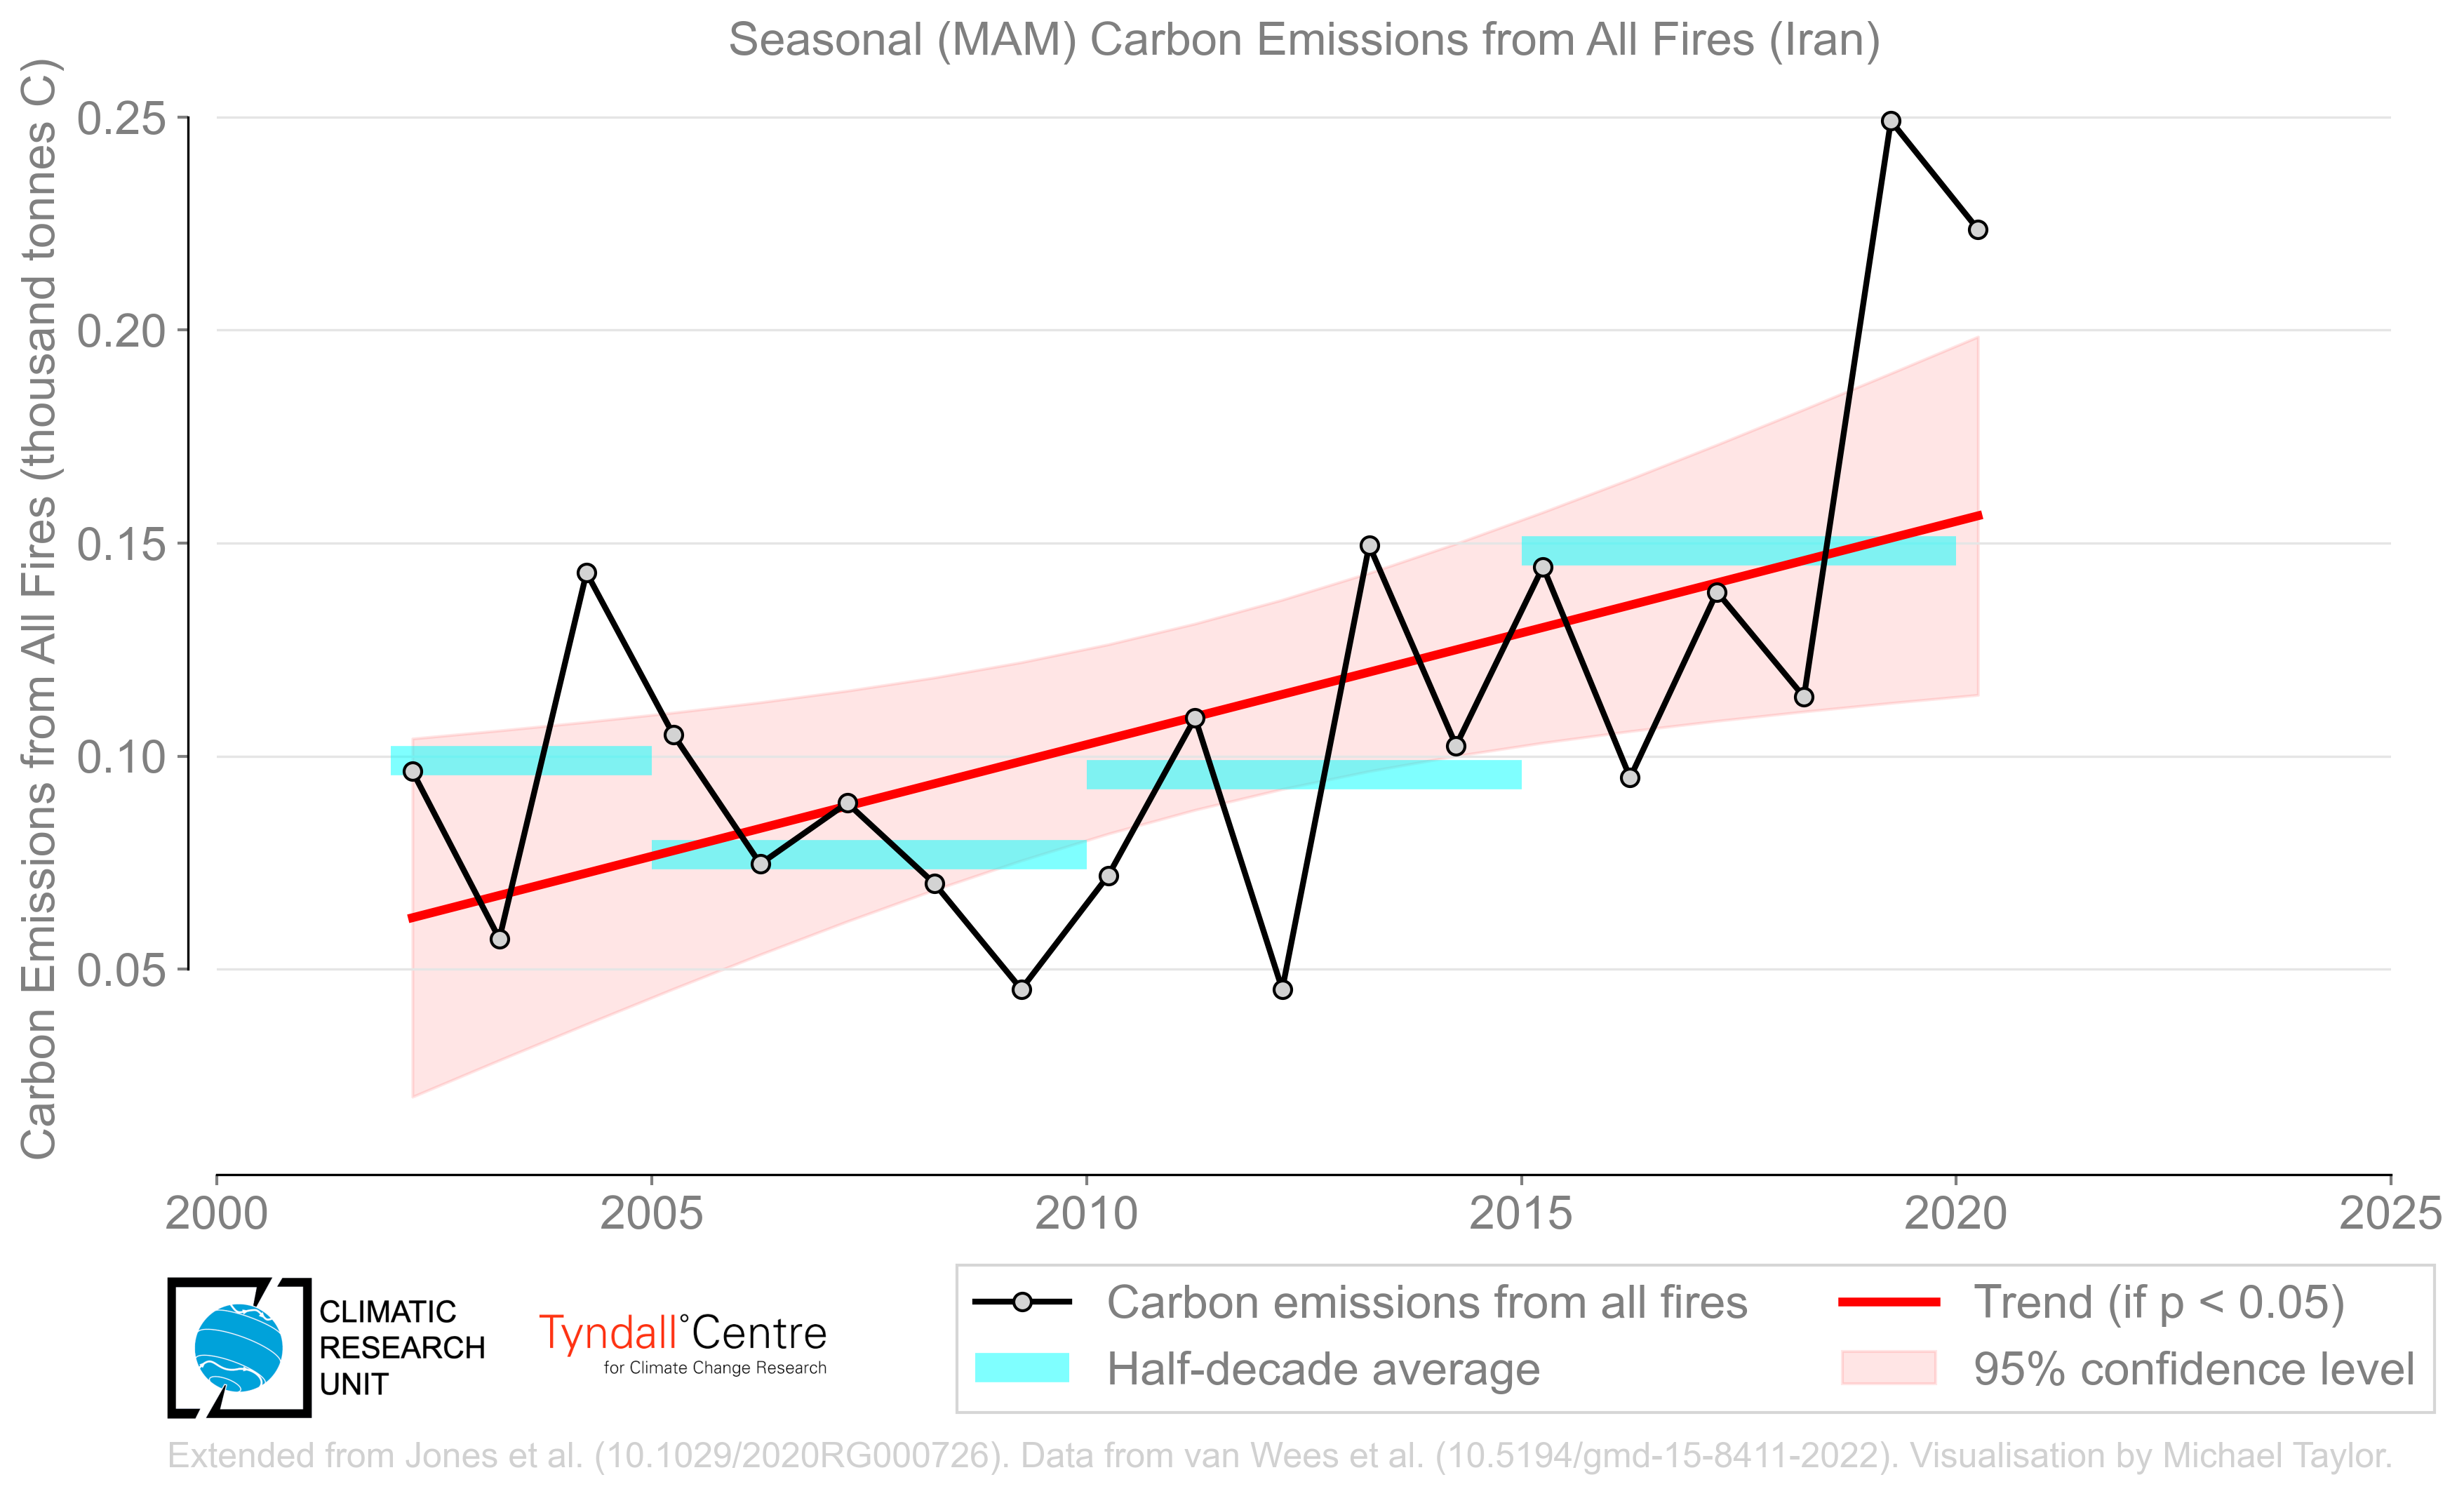 Seasonal (MAM) Carbon Emissions from All Fires (Iran)
Carbon Emissions from All Fires (thousand tonnes C)
0.25
0.20
0.15
0.10
0.05
2000 2005 2010 2015 2020 2025
CLIMATIC
RESEARCH
UNIT
Tyndall°Centre
for Climate Change Research
Carbon emissions from all fires
Half-decade average
Trend (if p < 0.05)
95% confidence level
Extended from Jones et al. (10.1029/2020RG000726). Data from van Wees et al. (10.5194/gmd-15-8411-2022). Visualisation by Michael Taylor.